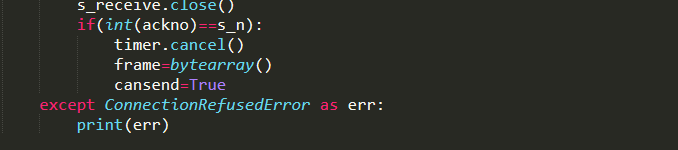 s_receive.close()
if(int(ackno)==s_n):
timer.cancel()
frame=bytearray()
cansend=True
except ConnectionRefusedError as err:
print(err)